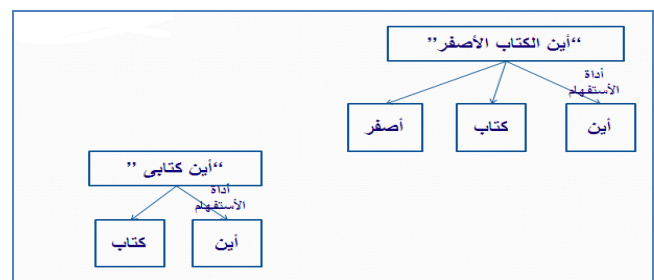 “أين الكتاب الأصفر”
أداة
الأستفهام
أين
كتاب
أصفر
“أين كتابى ”
أداة
الأستفهام
أين
كتاب